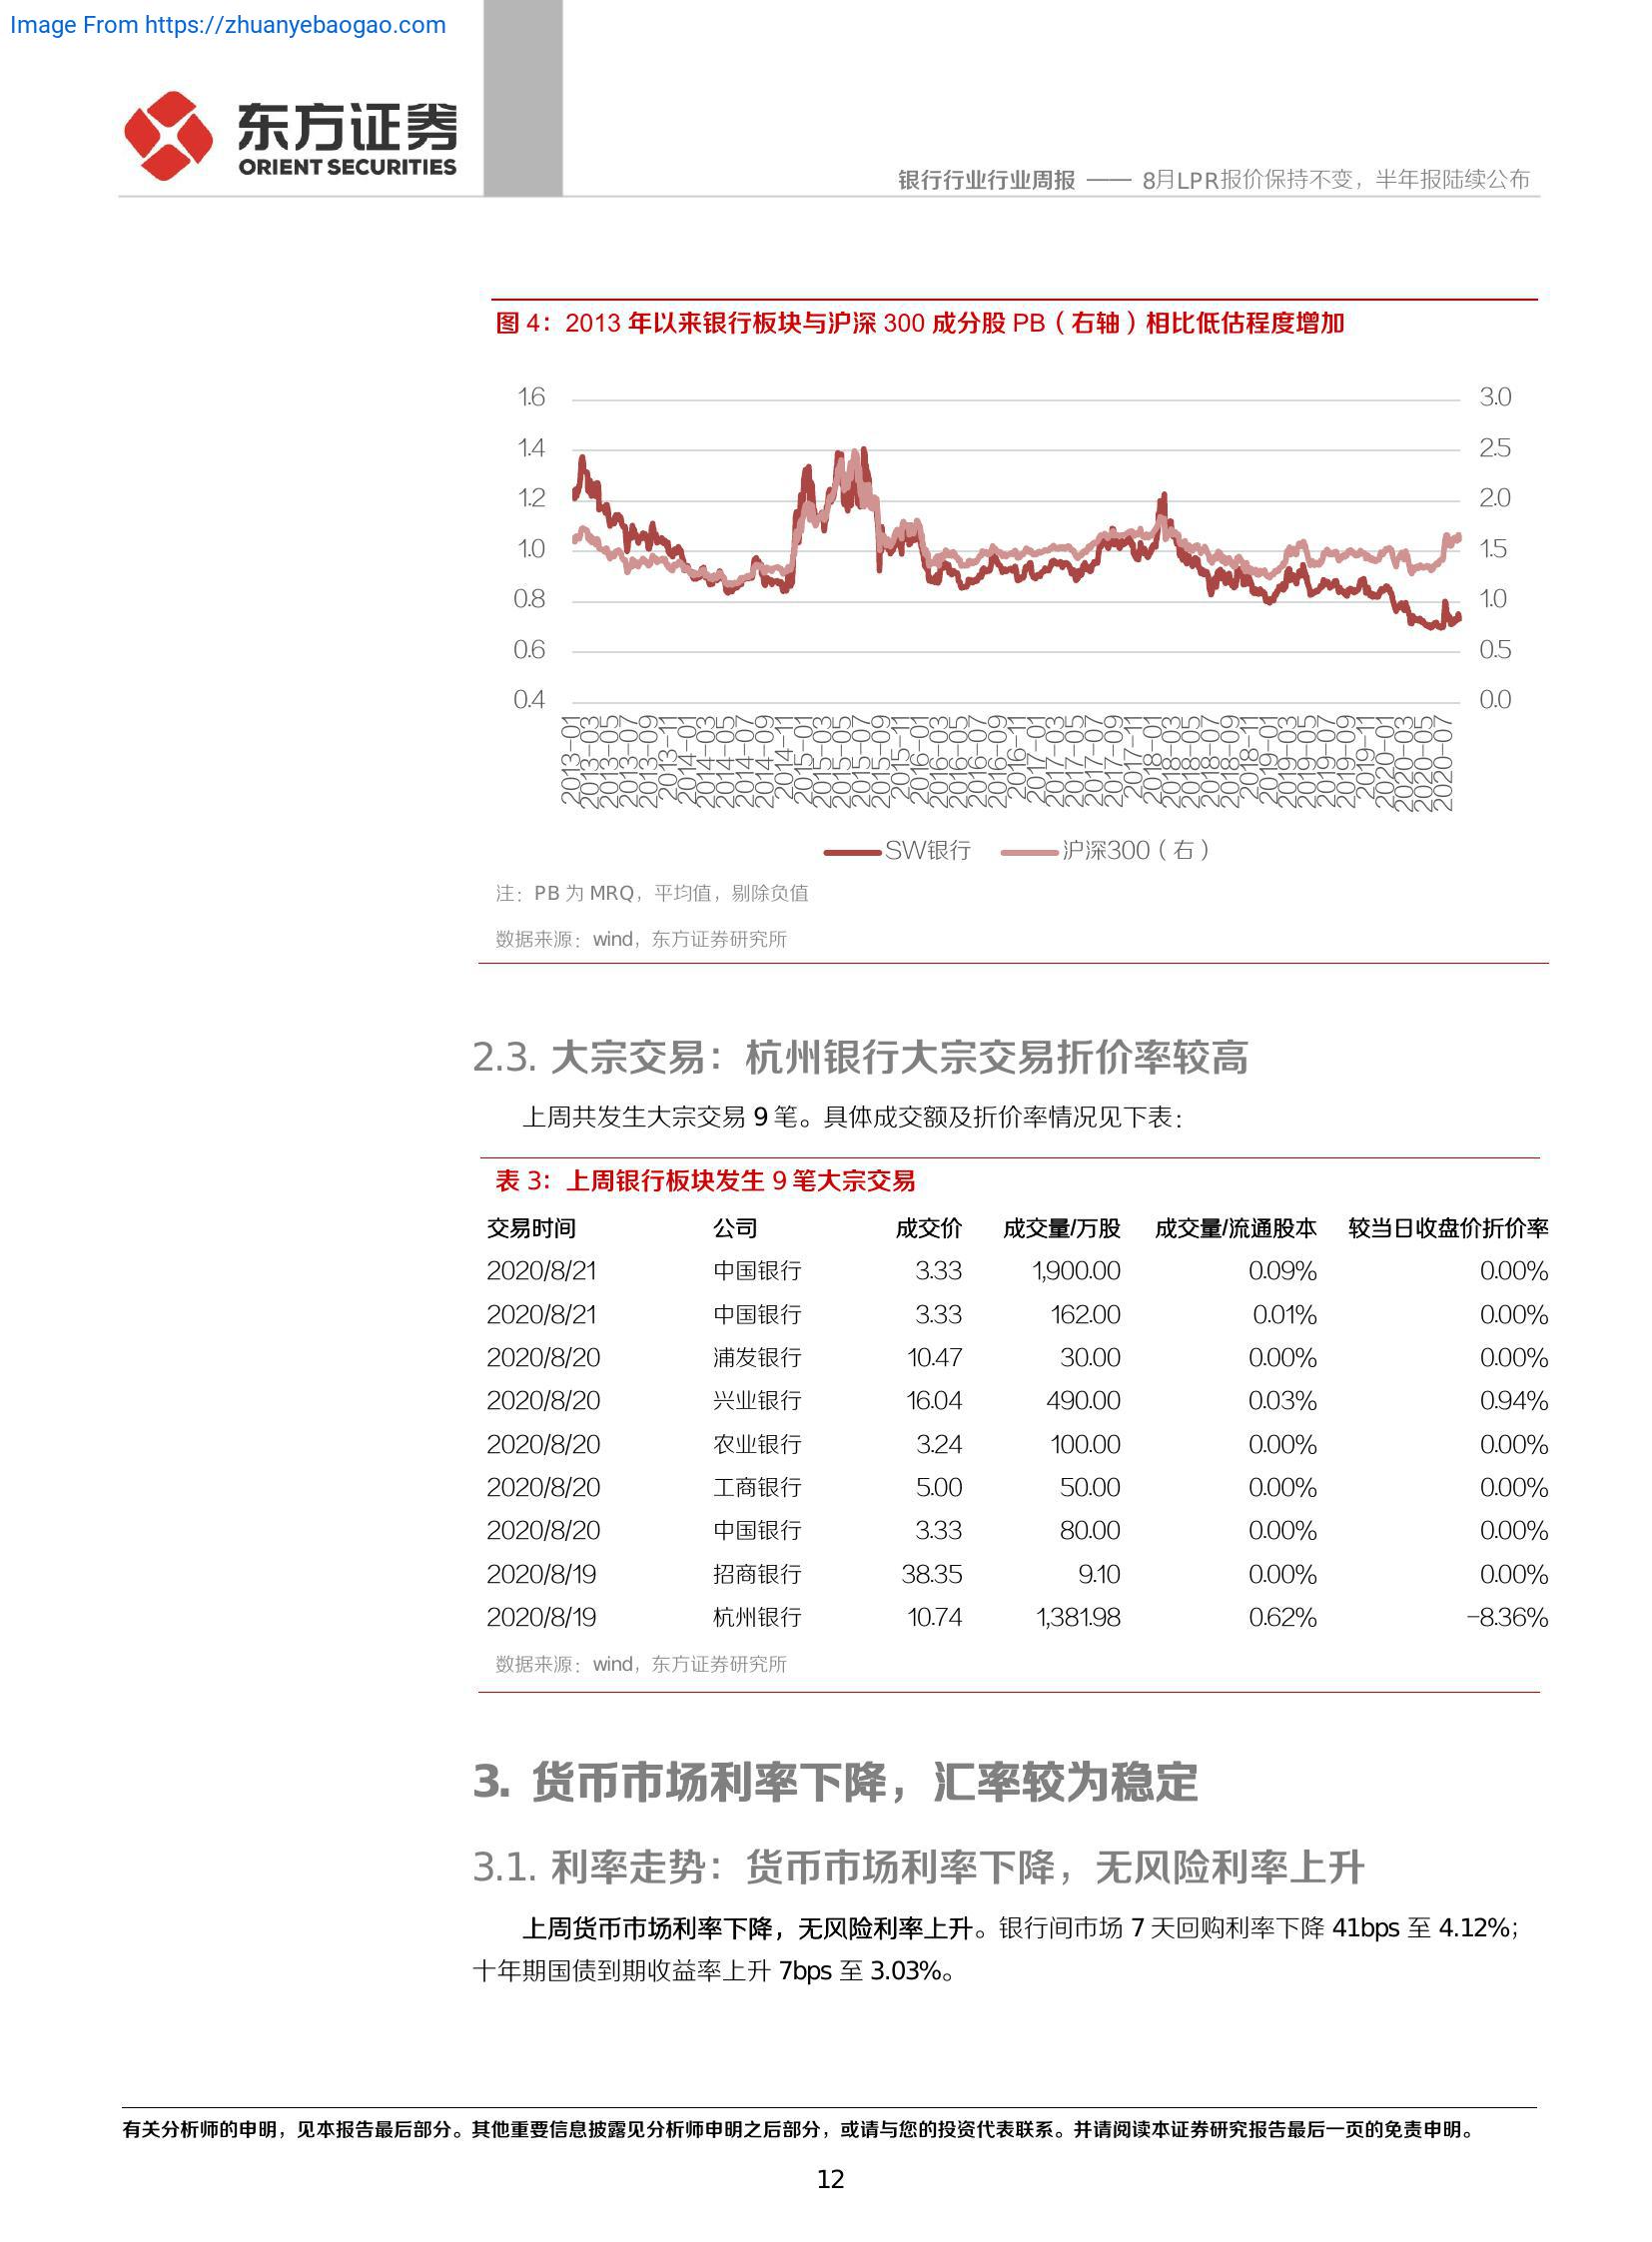 Image From https://zhuanyebaogao.com
东方证券
ORIENT SECURITIES
银行行业行业周报 —— 8月LPR报价保持不变，半年报陆续公布
图 4：2013 年以来银行板块与沪深 300 成分股 PB（右轴）相比低估程度增加
1.6 3.0
1.4 2.5
1.2 2.0
1.0 1.5
0.8 1.0
0.6 0.5
0.4 0.0
2013-01 2013-03 2013-05 2013-07 2013-09 2013-11 2014-01 2014-03 2014-05 2014-07 2014-09 2014-11 2015-01 2015-03 2015-05 2015-07 2015-09 2015-11 2016-01 2016-03 2016-05 2016-07 2016-09 2016-11 2017-01 2017-03 2017-05 2017-07 2017-09 2017-11 2018-01 2018-03 2018-05 2018-07 2018-09 2018-11 2019-01 2019-03 2019-05 2019-07 2019-09 2019-11 2020-01 2020-03 2020-05 2020-07
SW银行 沪深300（右）
注：PB 为 MRQ，平均值，剔除负值
数据来源：wind，东方证券研究所
2.3. 大宗交易：杭州银行大宗交易折价率较高
上周共发生大宗交易 9 笔。具体成交额及折价率情况见下表：
表 3：上周银行板块发生 9 笔大宗交易
交易时间 公司 成交价 成交量/万股 成交量/流通股本 较当日收盘价折价率
2020/8/21 中国银行 3.33 1,900.00 0.09% 0.00%
2020/8/21 中国银行 3.33 162.00 0.01% 0.00%
2020/8/20 浦发银行 10.47 30.00 0.00% 0.00%
2020/8/20 兴业银行 16.04 490.00 0.03% 0.94%
2020/8/20 农业银行 3.24 100.00 0.00% 0.00%
2020/8/20 工商银行 5.00 50.00 0.00% 0.00%
2020/8/20 中国银行 3.33 80.00 0.00% 0.00%
2020/8/19 招商银行 38.35 9.10 0.00% 0.00%
2020/8/19 杭州银行 10.74 1,381.98 0.62% -8.36%
数据来源：wind，东方证券研究所
3. 货币市场利率下降，汇率较为稳定
3.1. 利率走势：货币市场利率下降，无风险利率上升
上周货币市场利率下降，无风险利率上升。银行间市场 7 天回购利率下降 41bps 至 4.12%；
十年期国债到期收益率上升 7bps 至 3.03%。
有关分析师的申明，见本报告最后部分。其他重要信息披露见分析师申明之后部分，或请与您的投资代表联系。并请阅读本证券研究报告最后一页的免责申明。
12